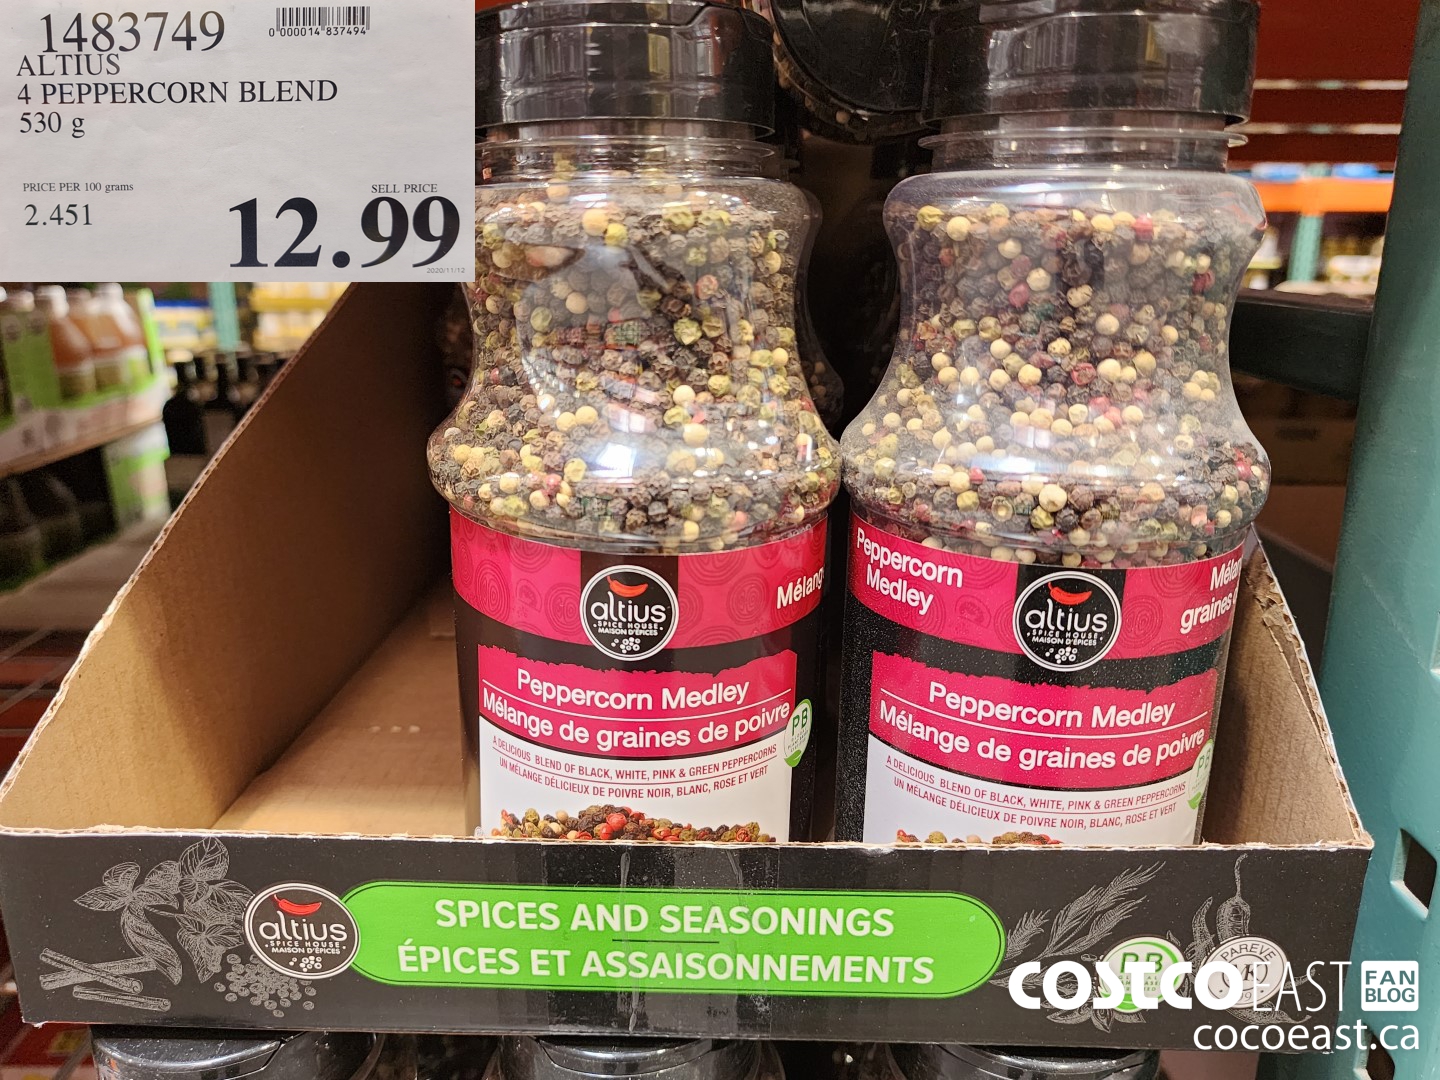 1483749
0 000014 837494
ALTIUS
4 PEPPERCORN BLEND
530 g
PRICE PER 100 grams
2.451
SELL PRICE
12.99
2020/11/12
Mélang
altius
SPICE HOUSE
MAISON D'ÉPICES
Peppercorn Medley
Mélange de graines de poivre
A DELICIOUS BLEND OF BLACK, WHITE, PINK & GREEN PEPPERCORNS
UN MÉLANGE DÉLICIEUX DE POIVRE NOIR, BLANC, ROSE ET VERT
PB
Peppercorn
Medley
altius
SPICE HOUSE
MAISON D'ÉPICES
Mélan
graines d
Peppercorn Medley
Mélange de graines de poivre
A DELICIOUS BLEND OF BLACK, WHITE, PINK & GREEN PEPPERCORNS
UN MÉLANGE DÉLICIEUX DE POIVRE NOIR, BLANC, ROSE ET VERT
PB
altius
SPICE HOUSE
MAISON D'ÉPICES
SPICES AND SEASONINGS
ÉPICES ET ASSAISONNEMENTS
PB
PAREVE
COSTCO EAST FAN BLOG
cocoeast.ca